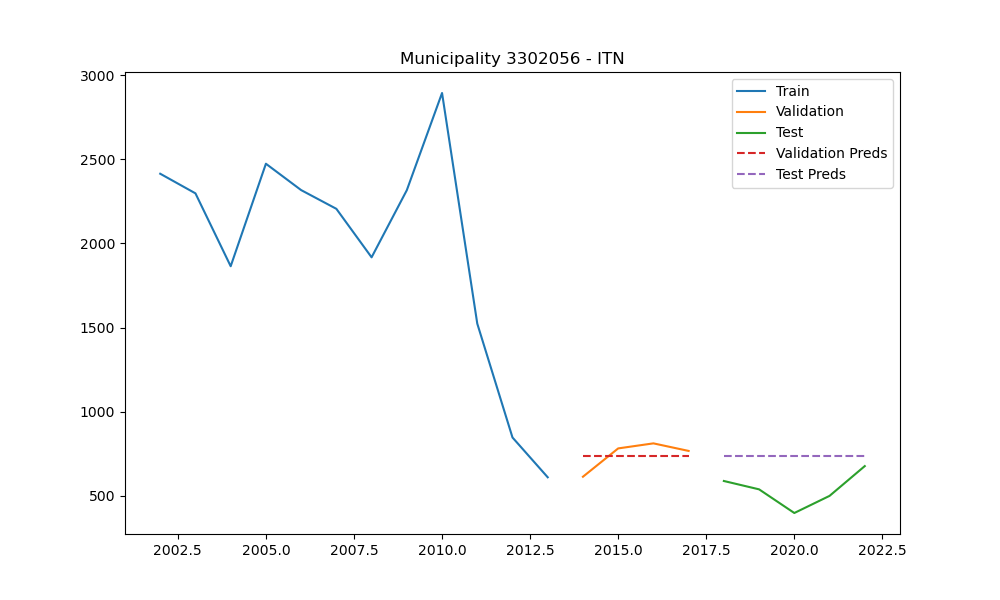 Municipality 3302056 - ITN
3000
2500
2000
1500
1000
500
2002.5 2005.0 2007.5 2010.0 2012.5 2015.0 2017.5 2020.0 2022.5
Train
Validation
Test
Validation Preds
Test Preds